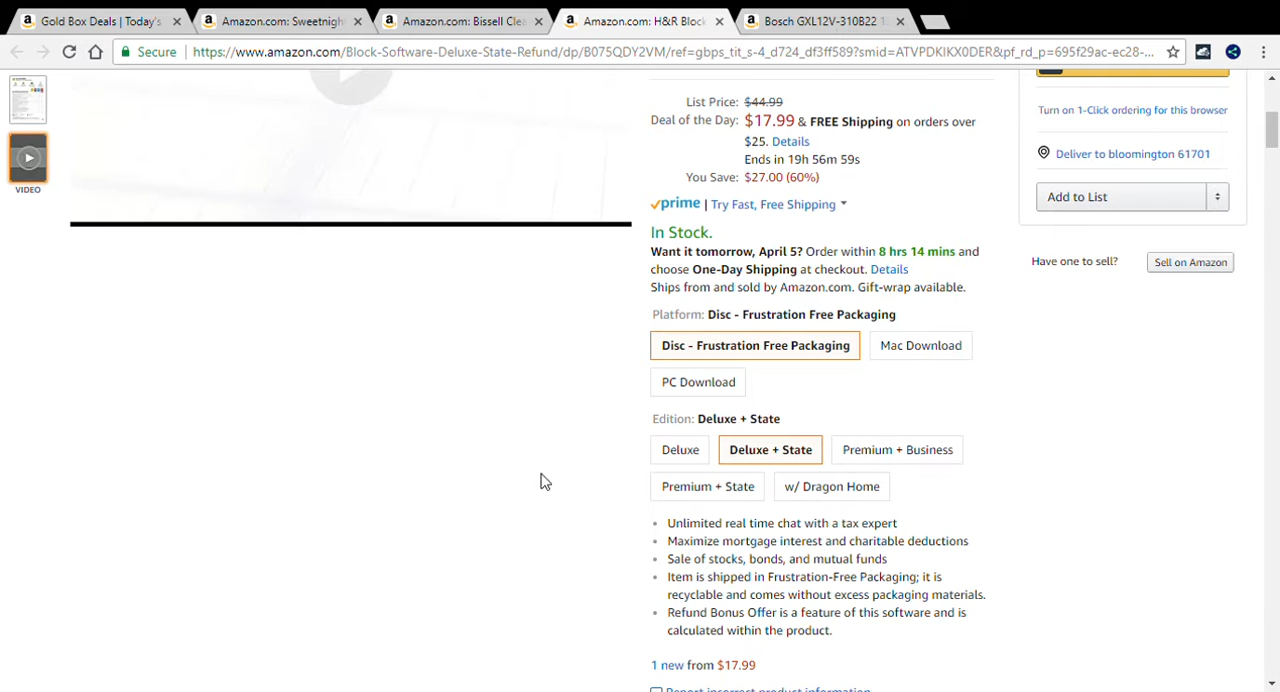 Gold Box Deals | Today's
Amazon.com: Sweetnigh
Amazon.com: Bissell Clea
Amazon.com: H&R Block
Bosch GXL12V-310B22 1
Secure
https://www.amazon.com/Block-Software-Deluxe-State-Refund/dp/B075QDY2VM/ref=gbps_tit_s-4_d724_df3ff589?smid=ATVPDKIKX0DER&pf_rd_p=695f29ac-ec28-...
VIDEO
List Price: $44.99
Deal of the Day: $17.99 & FREE Shipping on orders over
$25. Details
Ends in 19h 56m 59s
You Save: $27.00 (60%)
prime | Try Fast, Free Shipping
In Stock.
Want it tomorrow, April 5? Order within 8 hrs 14 mins and
choose One-Day Shipping at checkout. Details
Ships from and sold by Amazon.com. Gift-wrap available.
Platform: Disc - Frustration Free Packaging
Disc - Frustration Free Packaging
Mac Download
PC Download
Edition: Deluxe + State
Deluxe
Deluxe + State
Premium + Business
Premium + State
w/ Dragon Home
Unlimited real time chat with a tax expert
Maximize mortgage interest and charitable deductions
Sale of stocks, bonds, and mutual funds
Item is shipped in Frustration-Free Packaging; it is
recyclable and comes without excess packaging materials.
Refund Bonus Offer is a feature of this software and is
calculated within the product.
1 new from $17.99
Report incorrect product information
Turn on 1-Click ordering for this browser
Deliver to bloomington 61701
Add to List
Have one to sell?
Sell on Amazon